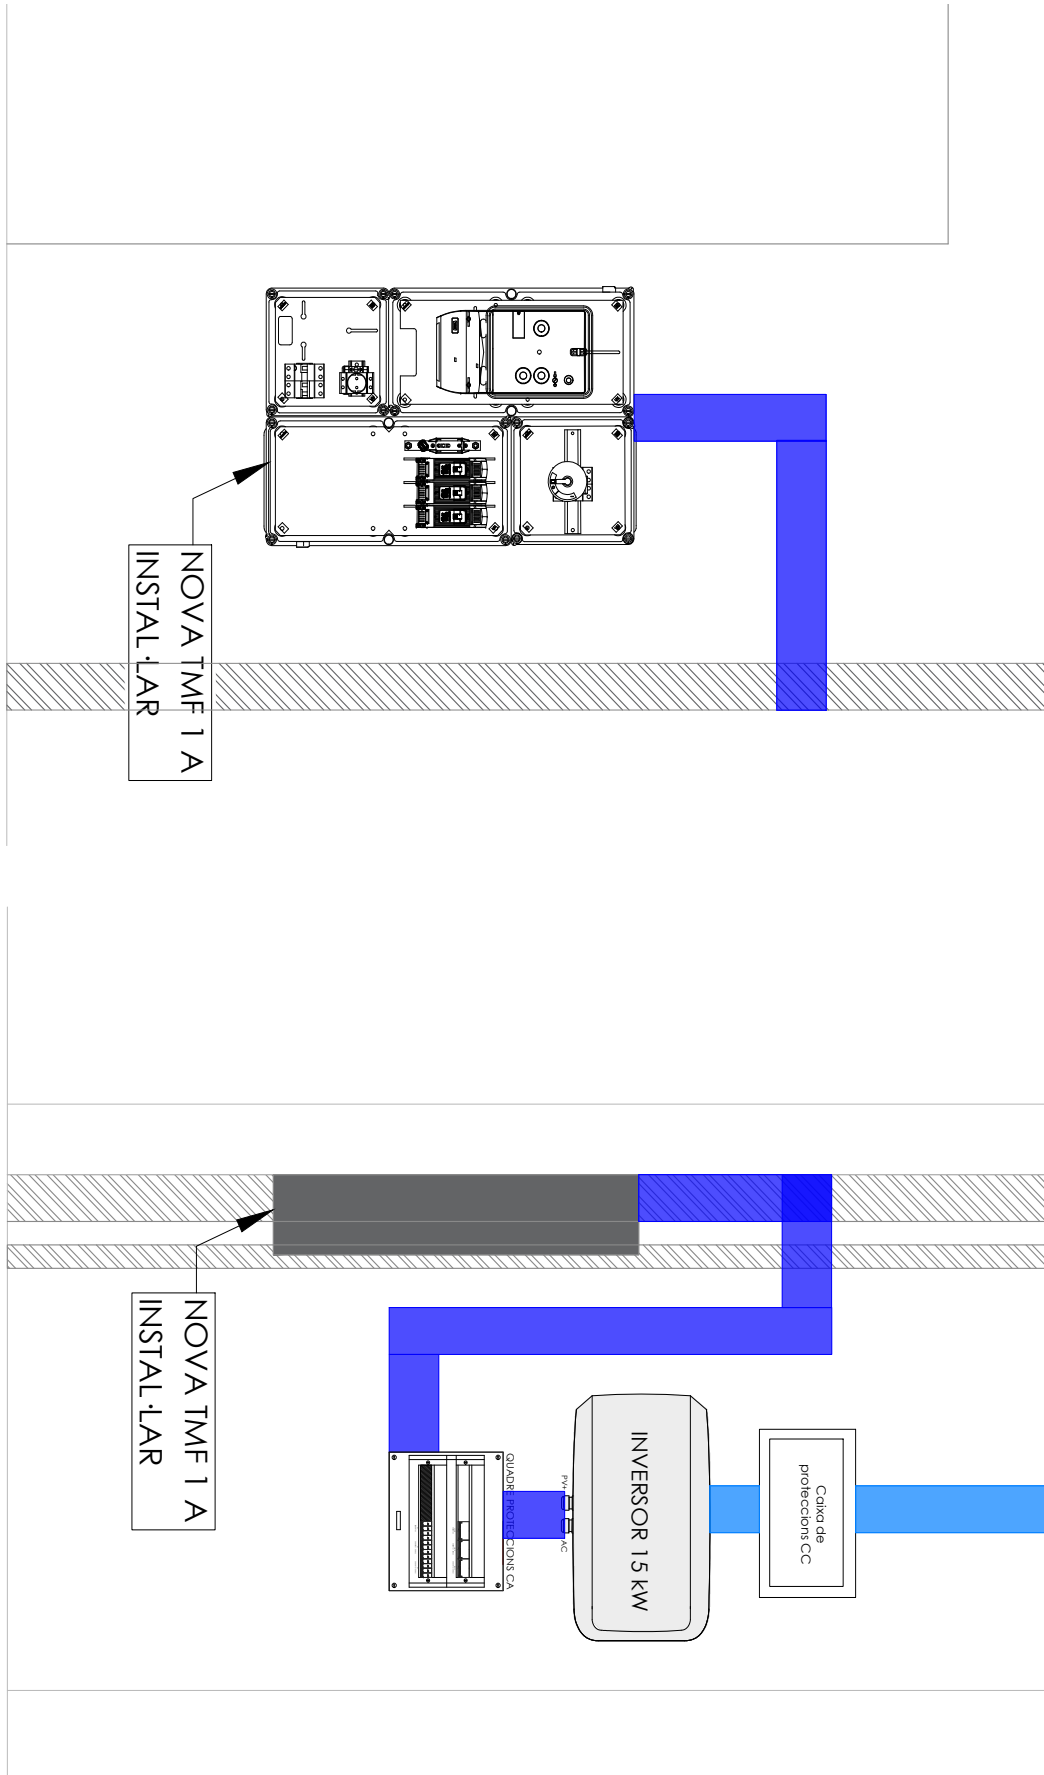 NOVA TMF 1 A
INSTAL·LAR
NOVA TMF 1 A
INSTAL·LAR
QUADRE PROTECCIONS CA
PV+
AC
INVERSOR 15 kW
Caixa de
proteccions CC